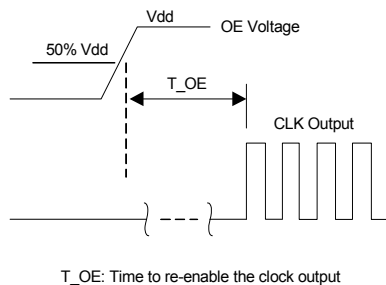 Vdd
OE Voltage
50% Vdd
T_OE
CLK Output
T_OE: Time to re-enable the clock output